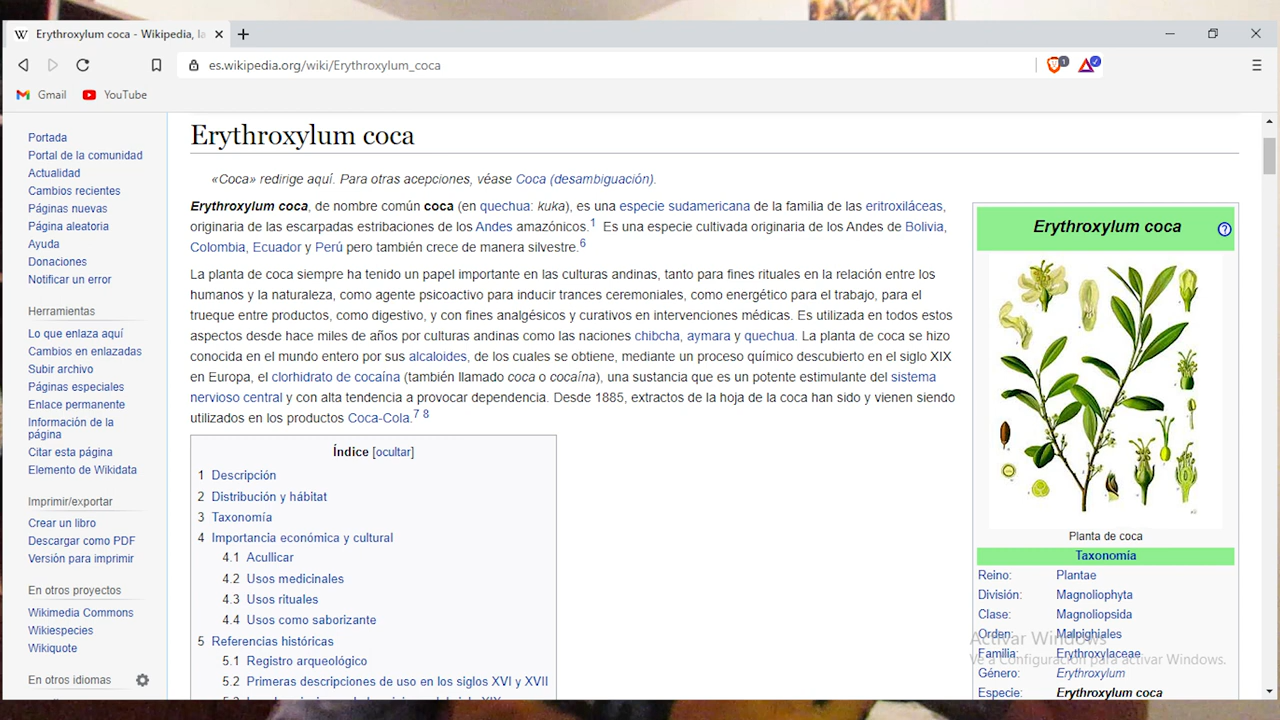 Erythroxylum coca - Wikipedia, la
es.wikipedia.org/wiki/Erythroxylum_coca
1
Gmail
YouTube
Portada
Portal de la comunidad
Actualidad
Cambios recientes
Páginas nuevas
Página aleatoria
Ayuda
Donaciones
Notificar un error
Herramientas
Lo que enlaza aquí
Cambios en enlazadas
Subir archivo
Páginas especiales
Enlace permanente
Información de la
página
Citar esta página
Elemento de Wikidata
Imprimir/exportar
Crear un libro
Descargar como PDF
Versión para imprimir
En otros proyectos
Wikimedia Commons
Wikiespecies
Wikiquote
En otros idiomas
Erythroxylum coca
«Coca» redirige aquí. Para otras acepciones, véase Coca (desambiguación).
Erythroxylum coca, de nombre común coca (en quechua: kuka), es una especie sudamericana de la familia de las eritroxiláceas,
originaria de las escarpadas estribaciones de los Andes amazónicos.1 Es una especie cultivada originaria de los Andes de Bolivia,
Colombia, Ecuador y Perú pero también crece de manera silvestre.6
La planta de coca siempre ha tenido un papel importante en las culturas andinas, tanto para fines rituales en la relación entre los
humanos y la naturaleza, como agente psicoactivo para inducir trances ceremoniales, como energético para el trabajo, para el
trueque entre productos, como digestivo, y con fines analgésicos y curativos en intervenciones médicas. Es utilizada en todos estos
aspectos desde hace miles de años por culturas andinas como las naciones chibcha, aymara y quechua. La planta de coca se hizo
conocida en el mundo entero por sus alcaloides, de los cuales se obtiene, mediante un proceso químico descubierto en el siglo XIX
en Europa, el clorhidrato de cocaína (también llamado coca o cocaína), una sustancia que es un potente estimulante del sistema
nervioso central y con alta tendencia a provocar dependencia. Desde 1885, extractos de la hoja de la coca han sido y vienen siendo
utilizados en los productos Coca-Cola.7 8
Índice [ocultar]
1 Descripción
2 Distribución y hábitat
3 Taxonomía
4 Importancia económica y cultural
4.1 Acullicar
4.2 Usos medicinales
4.3 Usos rituales
4.4 Usos como saborizante
5 Referencias históricas
5.1 Registro arqueológico
5.2 Primeras descripciones de uso en los siglos XVI y XVII
Erythroxylum coca
Planta de coca
Taxonomía
Reino: Plantae
División: Magnoliophyta
Clase: Magnoliopsida
Orden: Malpighiales
Familia: Erythroxylaceae
Género: Erythroxylum
Especie: Erythroxylum coca
Activar Windows
Ve a Configuración para activar Windows.